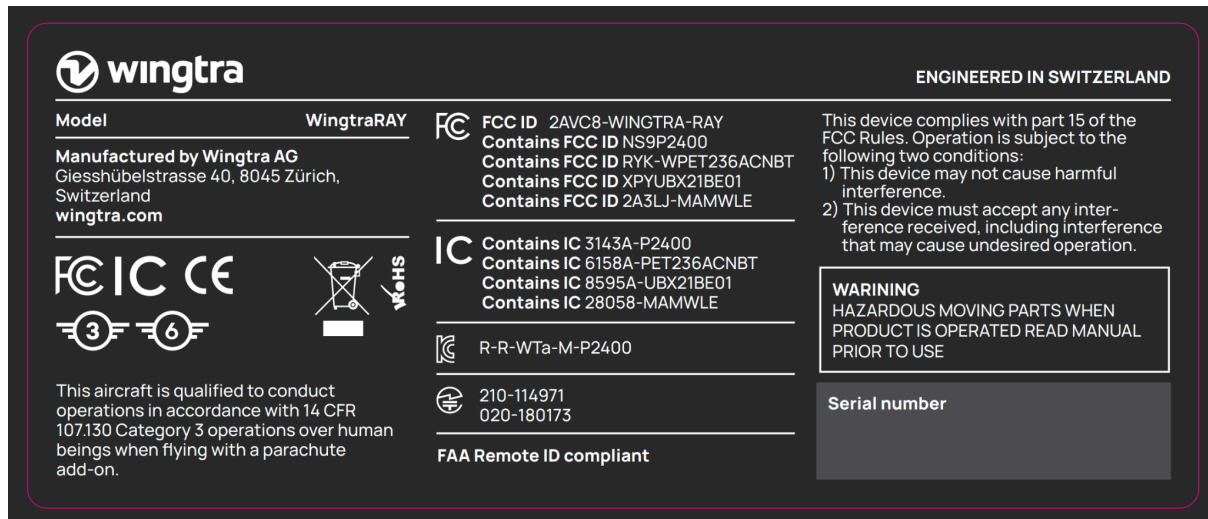 wingtra
ENGINEERED IN SWITZERLAND
Model WingtraRAY
Manufactured by Wingtra AG
Giesshübelstrasse 40, 8045 Zürich,
Switzerland
wingtra.com
FC IC CE
RoHS
3 6
This aircraft is qualified to conduct
operations in accordance with 14 CFR
107.130 Category 3 operations over human
beings when flying with a parachute
add-on.
FC FCC ID 2AVC8-WINGTRA-RAY
Contains FCC ID NS9P2400
Contains FCC ID RYK-WPET236ACNBT
Contains FCC ID XPYUBX21BE01
Contains FCC ID 2A3LJ-MAMWLE
IC Contains IC 3143A-P2400
Contains IC 6158A-PET236ACNBT
Contains IC 8595A-UBX21BE01
Contains IC 28058-MAMWLE
R-R-WTa-M-P2400
210-114971
020-180173
FAA Remote ID compliant
This device complies with part 15 of the
FCC Rules. Operation is subject to the
following two conditions:
1) This device may not cause harmful
interference.
2) This device must accept any inter-
ference received, including interference
that may cause undesired operation.
WARINING
HAZARDOUS MOVING PARTS WHEN
PRODUCT IS OPERATED READ MANUAL
PRIOR TO USE
Serial number